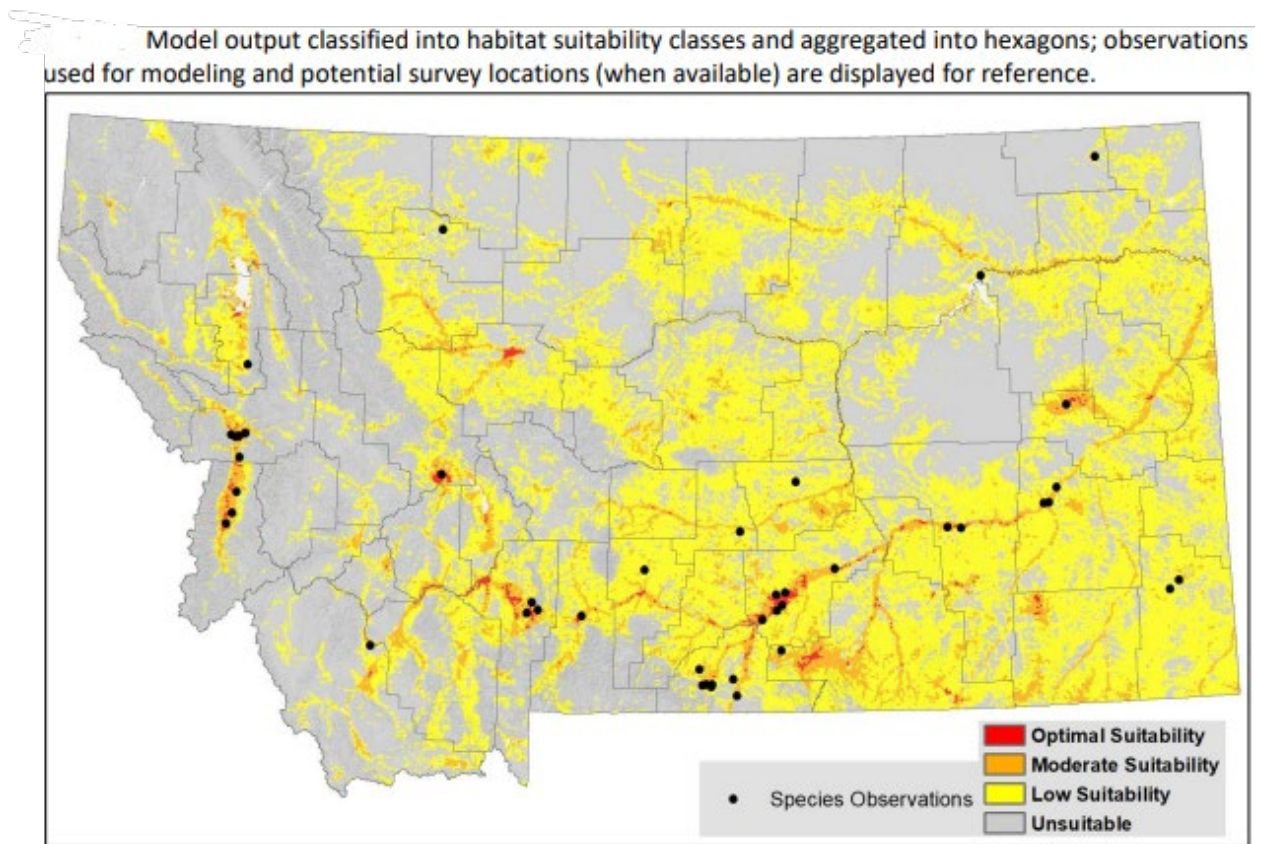 Model output classified into habitat suitability classes and aggregated into hexagons; observations
used for modeling and potential survey locations (when available) are displayed for reference.
Optimal Suitability
Moderate Suitability
Species Observations
Low Suitability
Unsuitable